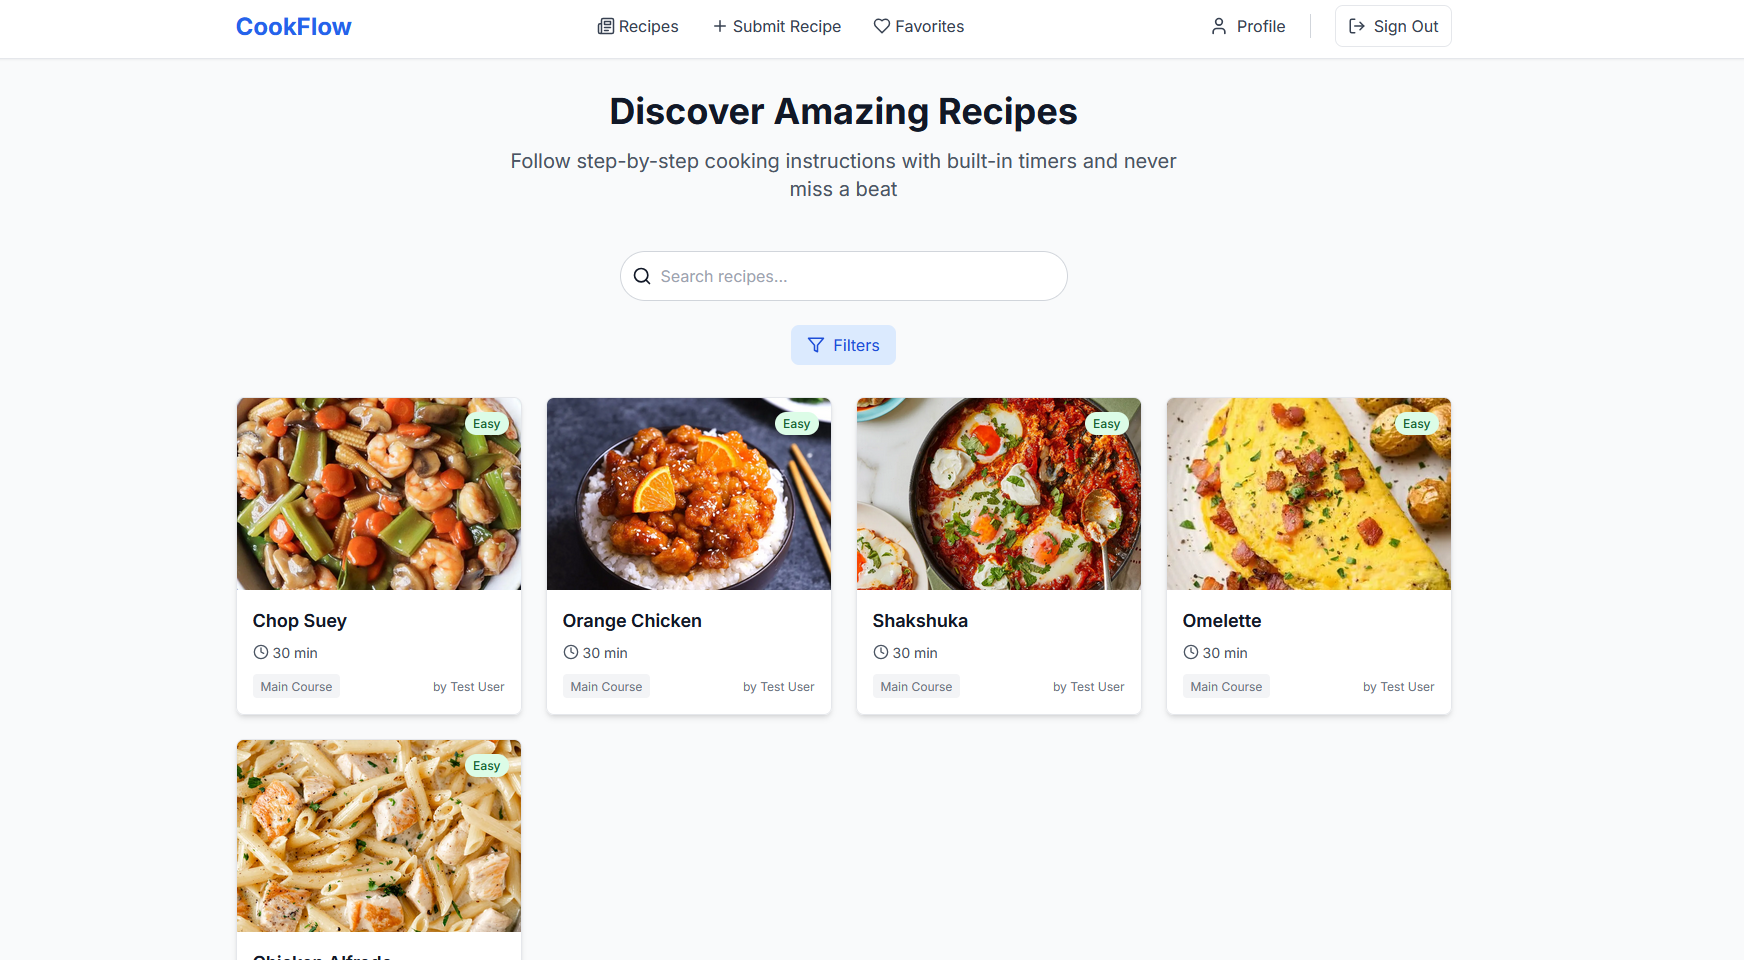 CookFlow
Recipes
Submit Recipe
Favorites
Profile
Sign Out
Discover Amazing Recipes
Follow step-by-step cooking instructions with built-in timers and never
miss a beat
Search recipes...
Filters
Easy
Easy
Easy
Easy
Chop Suey
Orange Chicken
Shakshuka
Omelette
30 min
30 min
30 min
30 min
Main Course
by Test User
Main Course
by Test User
Main Course
by Test User
Main Course
by Test User
Easy
Chicken Alfredo